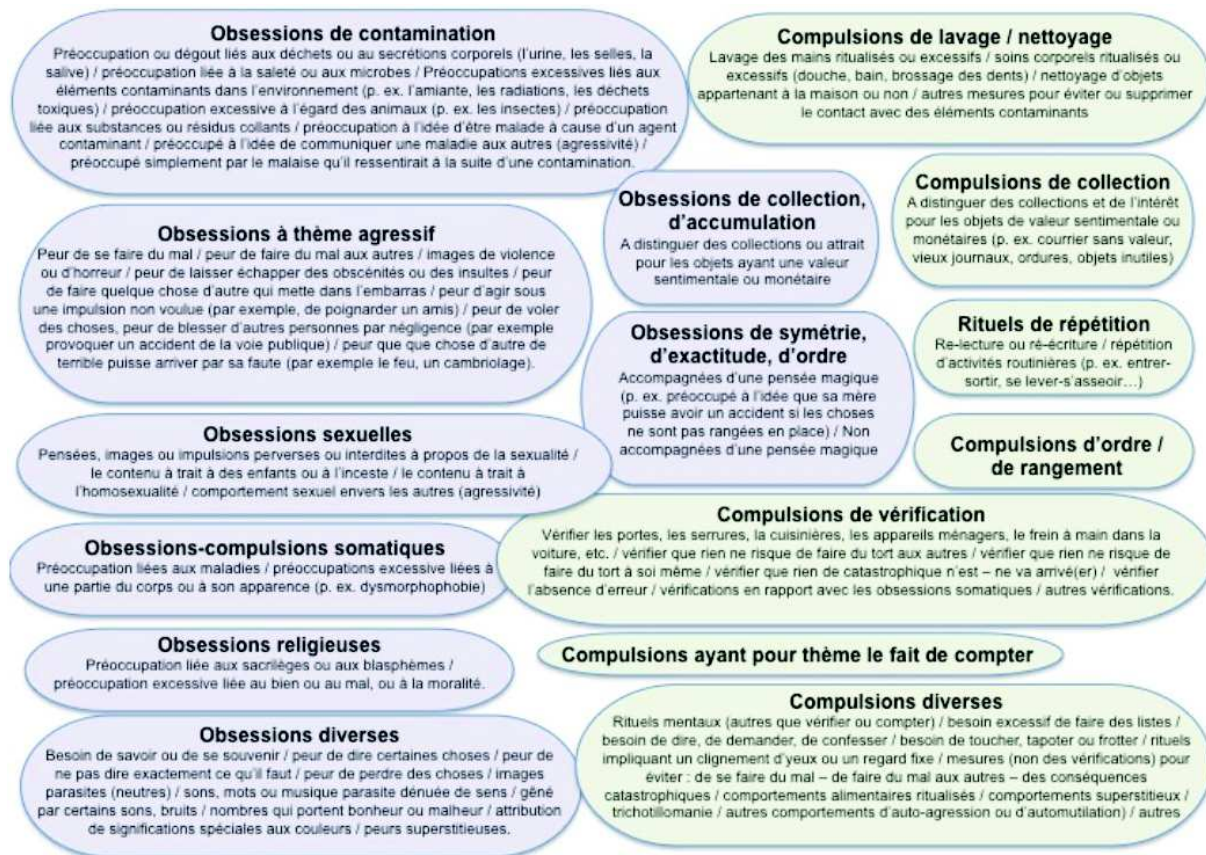 Obsessions de contamination
Préoccupation ou dégout liés aux déchets ou au secrétions corporels (l'urine, les selles, la
salive) / préoccupation liée à la saleté ou aux microbes / Préoccupations excessives liés aux
éléments contaminants dans l'environnement (p. ex. l'amiante, les radiations, les déchets
toxiques) / préoccupation excessive à l'égard des animaux (p. ex. les insectes) / préoccupation
liée aux substances ou résidus collants / préoccupation à l'idée d'être malade à cause d'un agent
contaminant / préoccupé à l'idée de communiquer une maladie aux autres (agressivité) /
préoccupé simplement par le malaise qu'il ressentirait à la suite d'une contamination.
Compulsions de lavage / nettoyage
Lavage des mains ritualisés ou excessifs / soins corporels ritualisés ou
excessifs (douche, bain, brossage des dents) / nettoyage d'objets
appartenant à la maison ou non / autres mesures pour éviter ou supprimer
le contact avec des éléments contaminants
Obsessions de collection,
d'accumulation
A distinguer des collections ou attrait
pour les objets ayant une valeur
sentimentale ou monétaire
Compulsions de collection
A distinguer des collections et de l'intérêt
pour les objets de valeur sentimentale ou
monétaires (p. ex. courrier sans valeur,
vieux journaux, ordures, objets inutiles)
Obsessions à thème agressif
Peur de se faire du mal / peur de faire du mal aux autres / images de violence
ou d'horreur / peur de laisser échapper des obscénités ou des insultes / peur
de faire quelque chose d'autre qui mette dans l'embarras / peur d'agir sous
une impulsion non voulue (par exemple, de poignarder un amis) / peur de voler
des choses, peur de blesser d'autres personnes par négligence (par exemple
provoquer un accident de la voie publique) / peur que que chose d'autre de
terrible puisse arriver par sa faute (par exemple le feu, un cambriolage).
Obsessions de symétrie,
d'exactitude, d'ordre
Accompagnées d'une pensée magique
(p. ex. préoccupé à l'idée que sa mère
puisse avoir un accident si les choses
ne sont pas rangées en place) / Non
accompagnées d'une pensée magique
Rituels de répétition
Re-lecture ou ré-écriture / répétition
d'activités routinières (p. ex. entrer-
sortir, se lever-s'asseoir...)
Compulsions d'ordre /
de rangement
Obsessions sexuelles
Pensées, images ou impulsions perverses ou interdites à propos de la sexualité /
le contenu à trait à des enfants ou à l'inceste / le contenu à trait à
l'homosexualité / comportement sexuel envers les autres (agressivité)
Compulsions de vérification
Vérifier les portes, les serrures, la cuisinières, les appareils ménagers, le frein à main dans la
voiture, etc. / vérifier que rien ne risque de faire du tort aux autres / vérifier que rien ne risque de
faire du tort à soi même / vérifier que rien de catastrophique n'est – ne va arrivé(er) / vérifier
l'absence d'erreur / vérifications en rapport avec les obsessions somatiques / autres vérifications.
Obsessions-compulsions somatiques
Préoccupation liées aux maladies / préoccupations excessive liées à
une partie du corps ou à son apparence (p. ex. dysmorphophobie)
Obsessions religieuses
Préoccupation liée aux sacrilèges ou aux blasphèmes /
préoccupation excessive liée au bien ou au mal, ou à la moralité.
Compulsions ayant pour thème le fait de compter
Obsessions diverses
Besoin de savoir ou de se souvenir / peur de dire certaines choses / peur de
ne pas dire exactement ce qu'il faut / peur de perdre des choses / images
parasites (neutres) / sons, mots ou musique parasite dénuée de sens / gêné
par certains sons, bruits / nombres qui portent bonheur ou malheur / attribution
de significations spéciales aux couleurs / peurs superstitieuses.
Compulsions diverses
Rituels mentaux (autres que vérifier ou compter) / besoin excessif de faire des listes /
besoin de dire, de demander, de confesser / besoin de toucher, tapoter ou frotter / rituels
impliquant un clignement d'yeux ou un regard fixe / mesures (non des vérifications) pour
éviter : de se faire du mal – de faire du mal aux autres – des conséquences
catastrophiques / comportements alimentaires ritualisés / comportements superstitieux /
trichotillomanie / autres comportements d'auto-agression ou d'automutilation) / autres